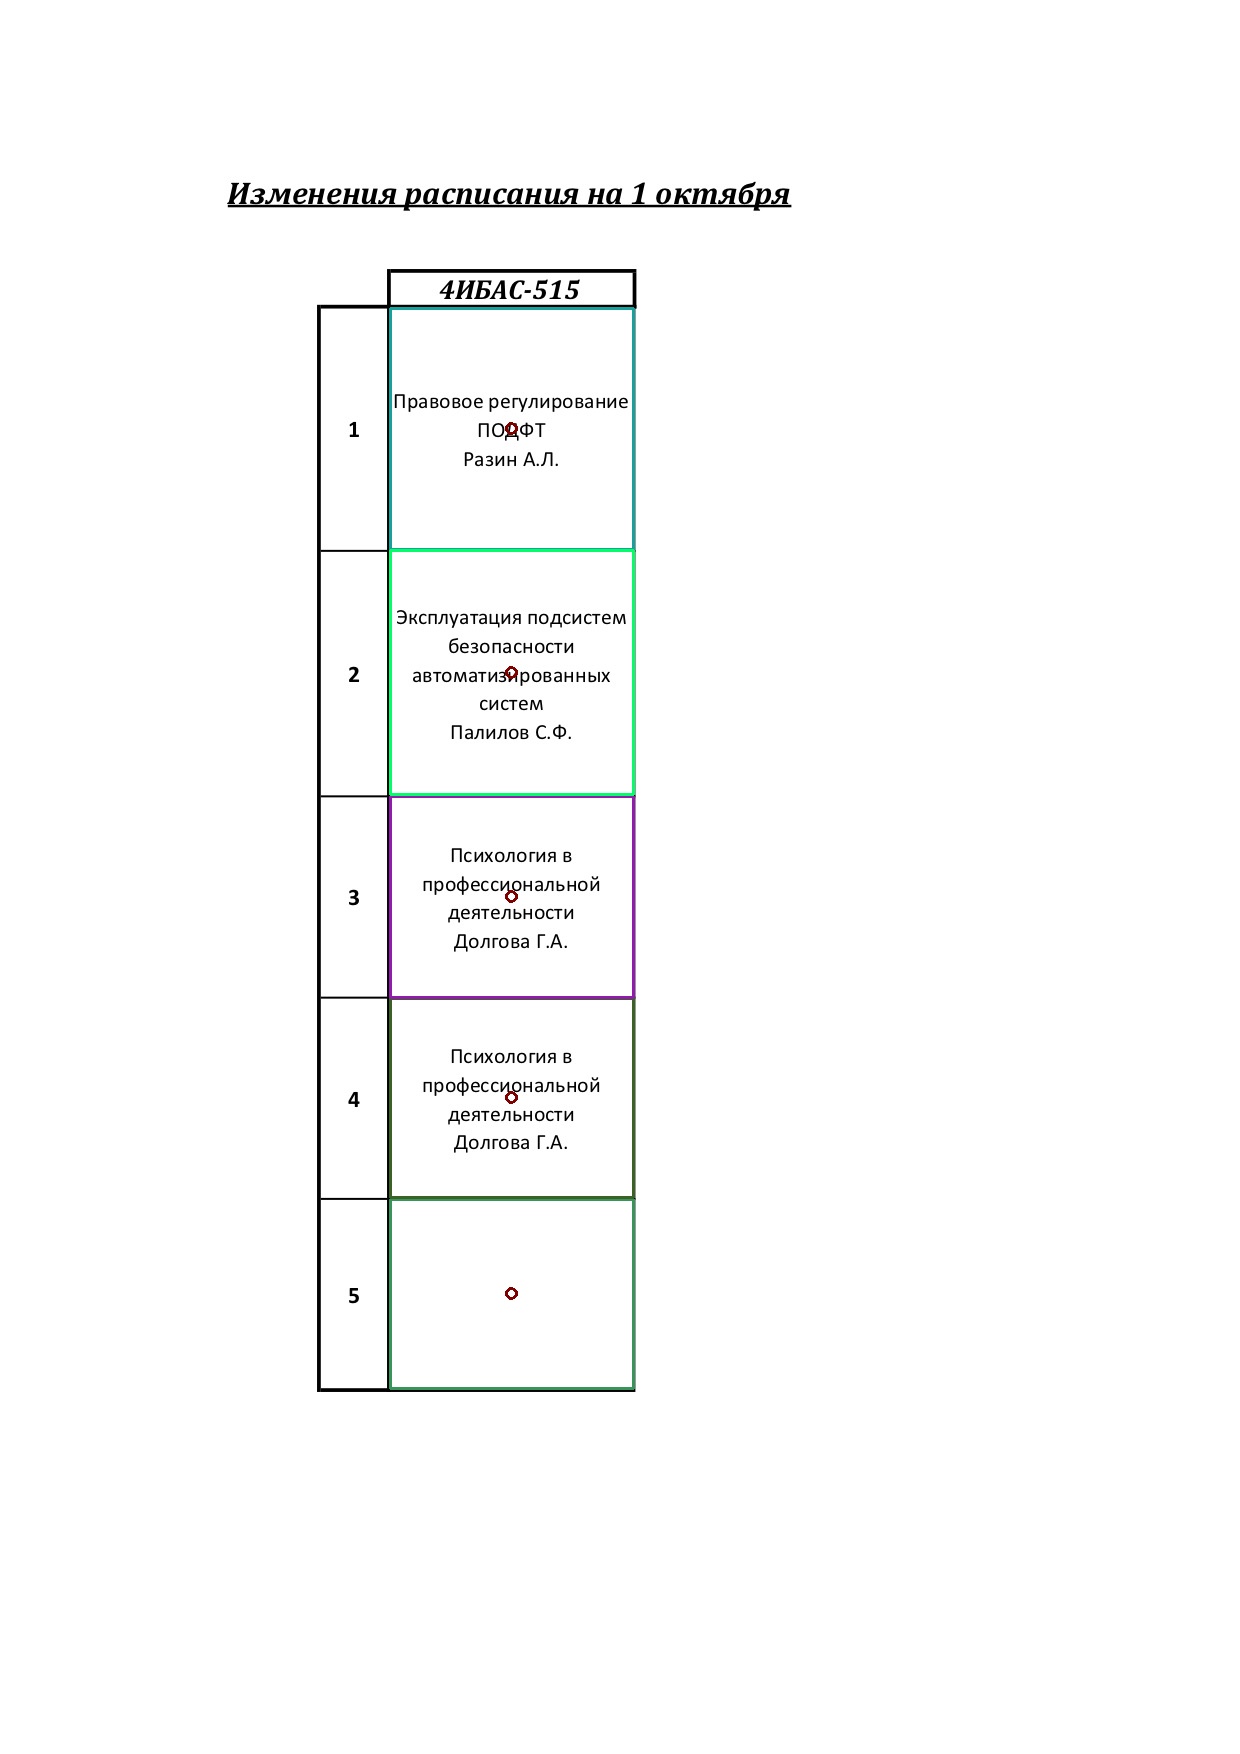 Изменения расписания на 1 октября
4ИБАС-515
1
Правовое регулирование
ПОДФТ
Разин А.Л.
2
Эксплуатация подсистем
безопасности
автоматизированных
систем
Палилов С.Ф.
3
Психология в
профессиональной
деятельности
Долгова Г.А.
4
Психология в
профессиональной
деятельности
Долгова Г.А.
5